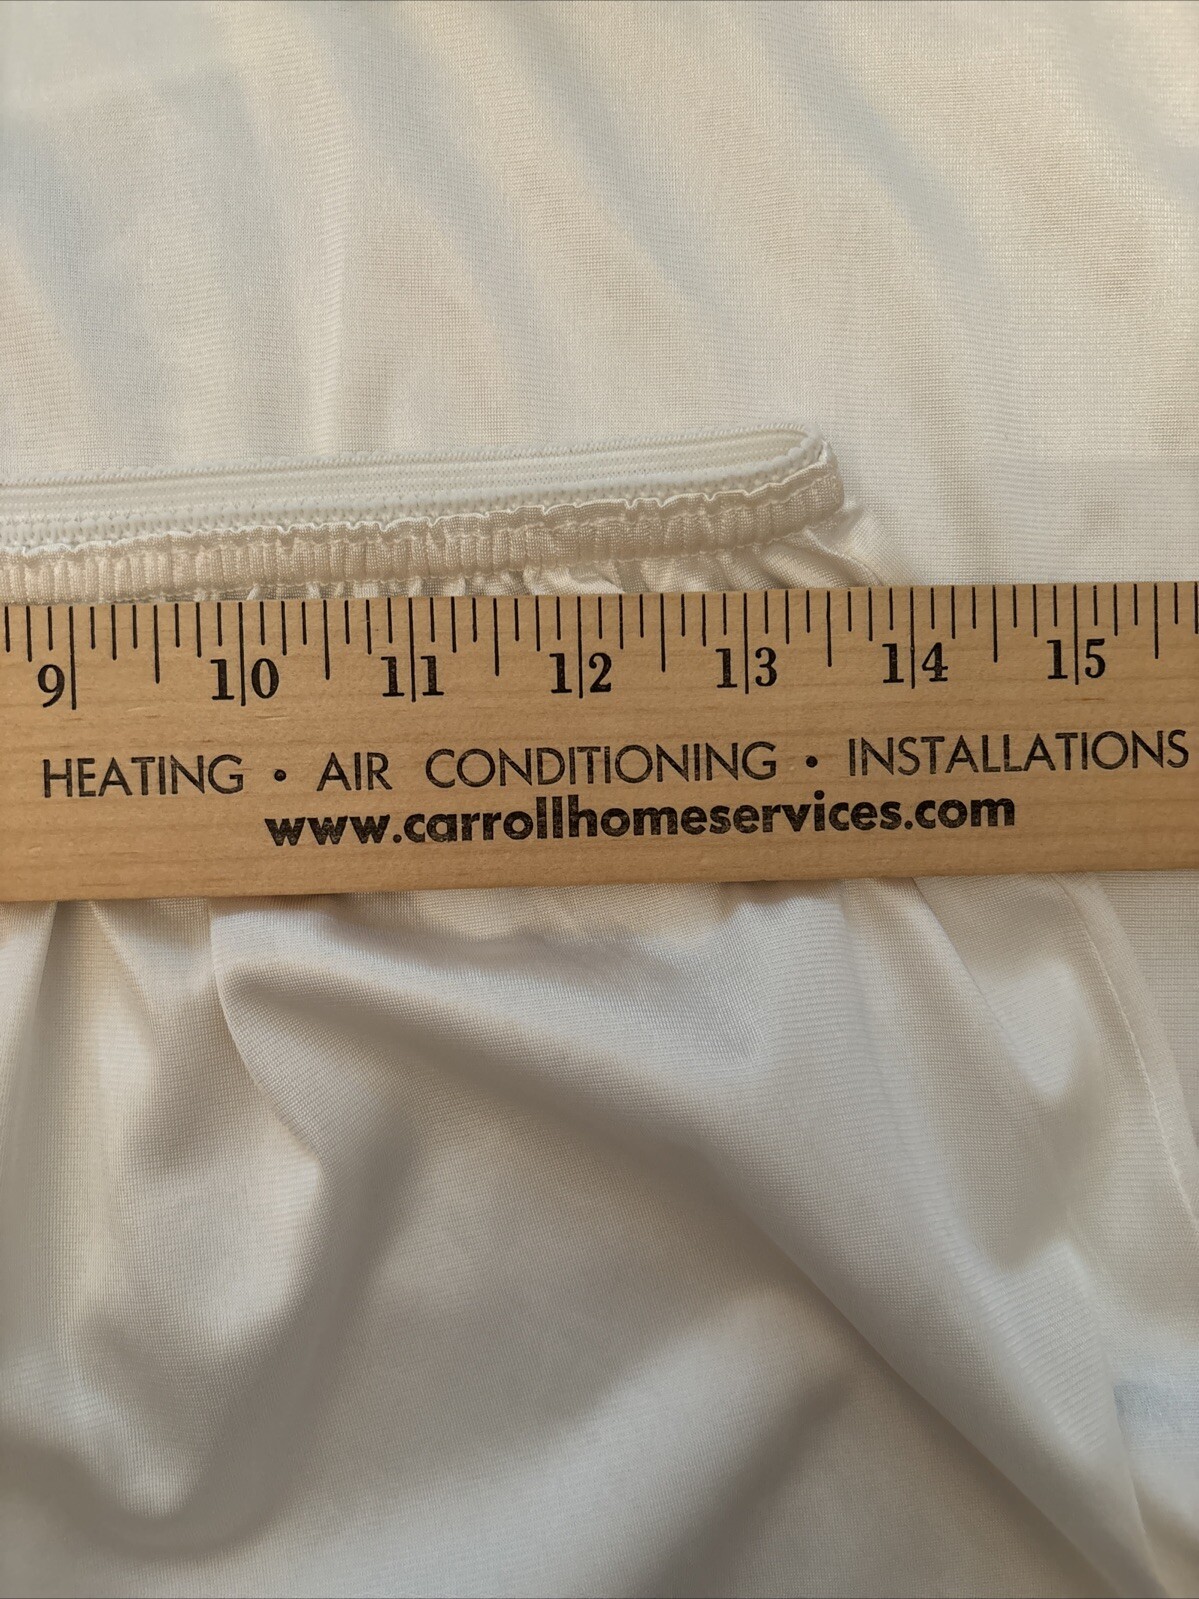 9 10 11 12 13 14 15
HEATING • AIR CONDITIONING • INSTALLATIONS
www.carrollhomeservices.com